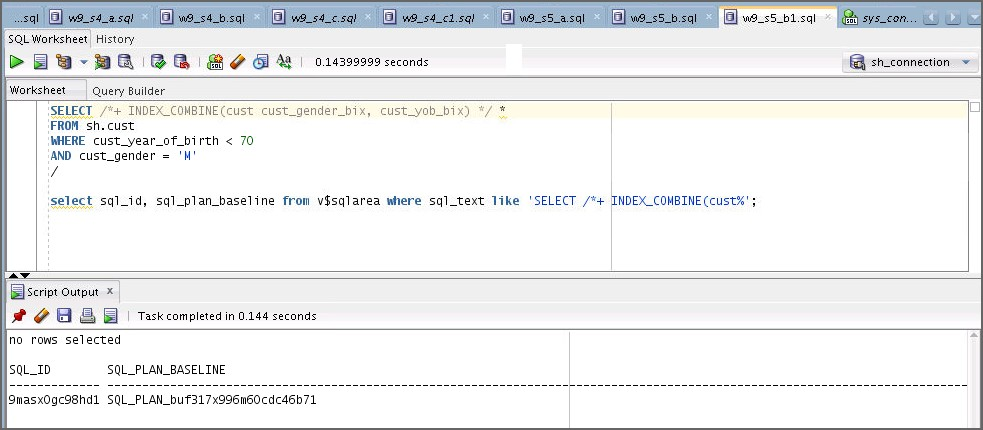 ...sql w9_s4_a.sql w9_s4_b.sql w9_s4_c.sql w9_s4_c1.sql w9_s5_a.sql w9_s5_b.sql w9_s5_b1.sql sys_con...
SQL Worksheet History
0.14399999 seconds sh_connection
Worksheet Query Builder
SELECT /*+ INDEX_COMBINE(cust cust_gender_bix, cust_yob_bix) */ *
FROM sh.cust
WHERE cust_year_of_birth < 70
AND cust_gender = 'M'
/
select sql_id, sql_plan_baseline from v$sqlarea where sql_text like 'SELECT /*+ INDEX_COMBINE(cust%';
Script Output x
Task completed in 0.144 seconds
no rows selected
SQL_ID SQL_PLAN_BASELINE
9masx0gc98hd1 SQL_PLAN_buf317x996m60cdc46b71